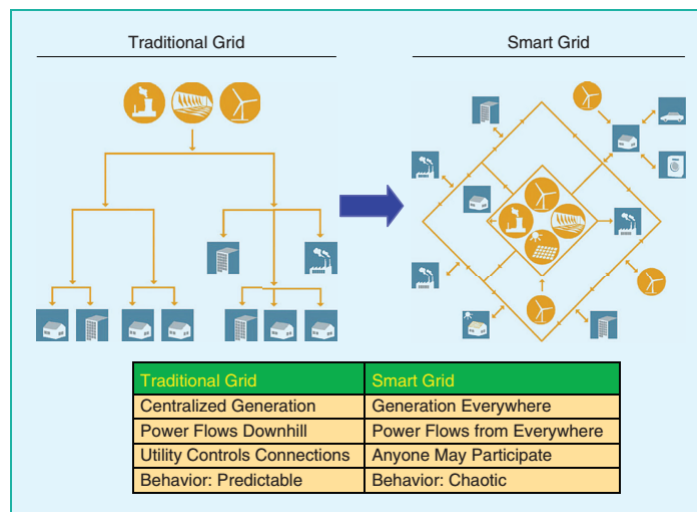 Traditional Grid
Smart Grid
Traditional Grid Smart Grid
Centralized Generation Generation Everywhere
Power Flows Downhill Power Flows from Everywhere
Utility Controls Connections Anyone May Participate
Behavior: Predictable Behavior: Chaotic